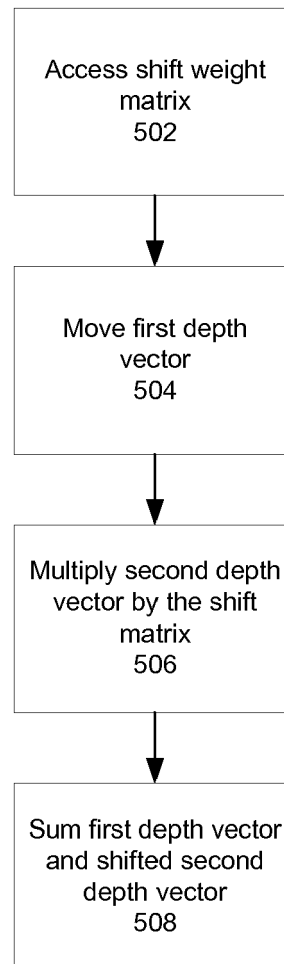 Access shift weight
matrix
502
Move first depth
vector
504
Multiply second depth
vector by the shift
matrix
506
Sum first depth vector
and shifted second
depth vector
508